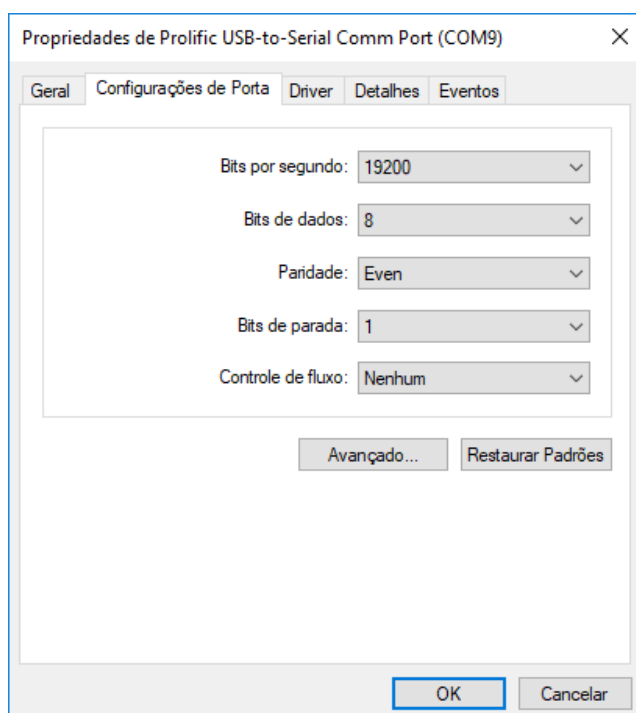 Propriedades de Prolific USB-to-Serial Comm Port (COM9)
Geral Configurações de Porta Driver Detalhes Eventos
Bits por segundo: 19200
Bits de dados: 8
Paridade: Even
Bits de parada: 1
Controle de fluxo: Nenhum
Avançado... Restaurar Padrões
OK Cancelar